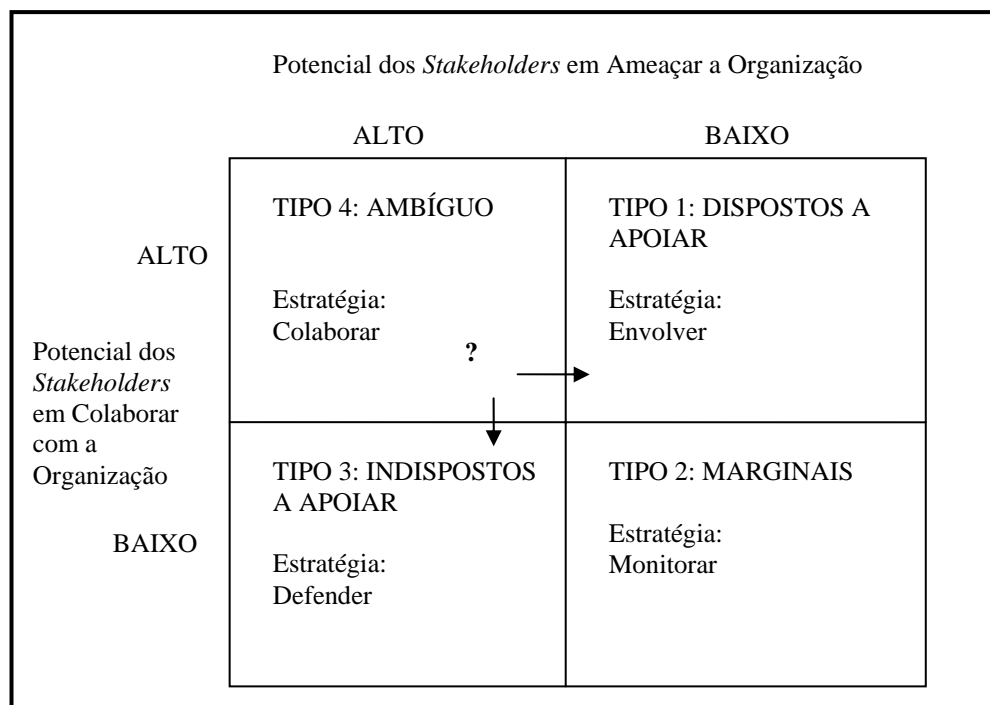 Potencial dos Stakeholders em Ameaçar a Organização
ALTO
BAIXO
ALTO
TIPO 4: AMBÍGUO
Estratégia:
Colaborar
?
TIPO 1: DISPOSTOS A
APOIAR
Estratégia:
Envolver
Potencial dos
Stakeholders
em Colaborar
com a
Organização
BAIXO
TIPO 3: INDISPOSTOS
A APOIAR
Estratégia:
Defender
TIPO 2: MARGINAIS
Estratégia:
Monitorar